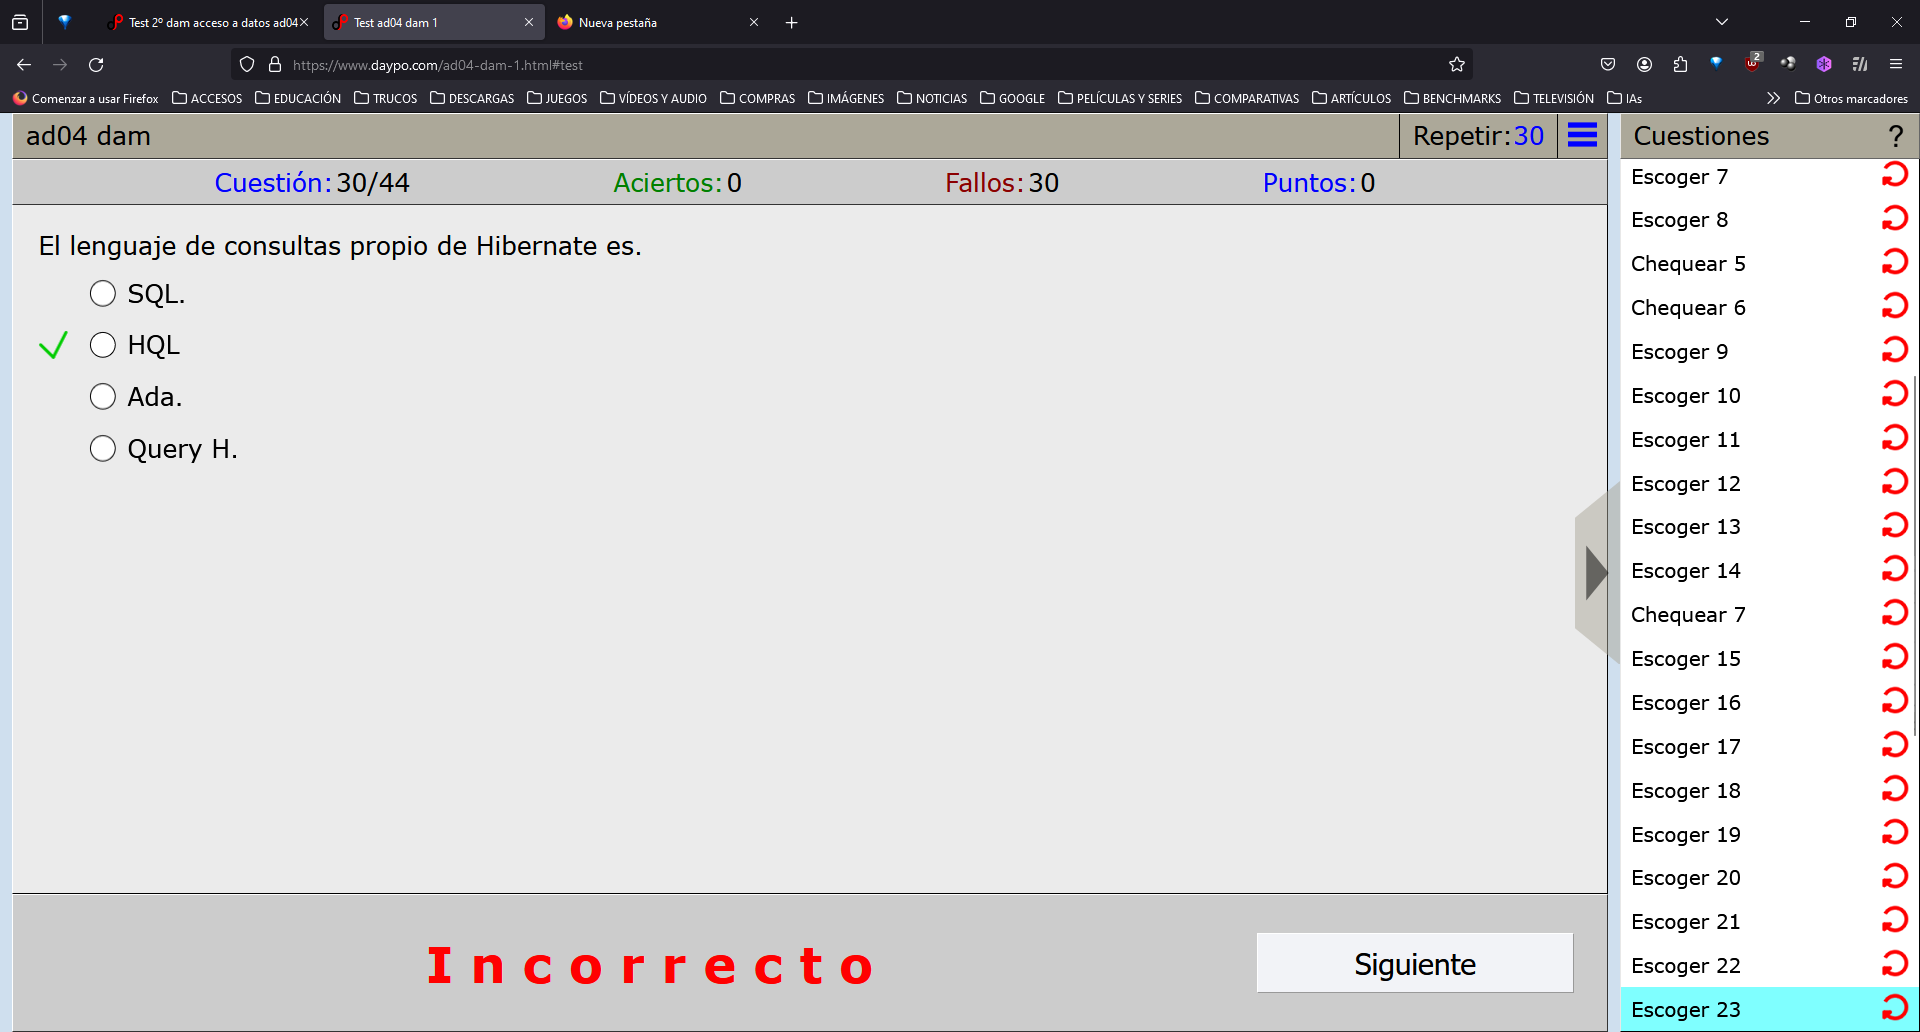 Test 2º dam acceso a datos ad04
Test ad04 dam 1
Nueva pestaña
https://www.daypo.com/ad04-dam-1.html#test
2
Comenzar a usar Firefox
ACCESOS
EDUCACIÓN
TRUCOS
DESCARGAS
JUEGOS
VÍDEOS Y AUDIO
COMPRAS
IMÁGENES
NOTICIAS
GOOGLE
PELÍCULAS Y SERIES
COMPARATIVAS
ARTÍCULOS
BENCHMARKS
TELEVISIÓN
IAs
Otros marcadores
ad04 dam
Repetir:30
Cuestión:30/44
Aciertos:0
Fallos:30
Puntos:0
El lenguaje de consultas propio de Hibernate es.
SQL.
HQL
Ada.
Query H.
Incorrecto
Siguiente
Cuestiones
?
Escoger 7
Escoger 8
Chequear 5
Chequear 6
Escoger 9
Escoger 10
Escoger 11
Escoger 12
Escoger 13
Escoger 14
Chequear 7
Escoger 15
Escoger 16
Escoger 17
Escoger 18
Escoger 19
Escoger 20
Escoger 21
Escoger 22
Escoger 23